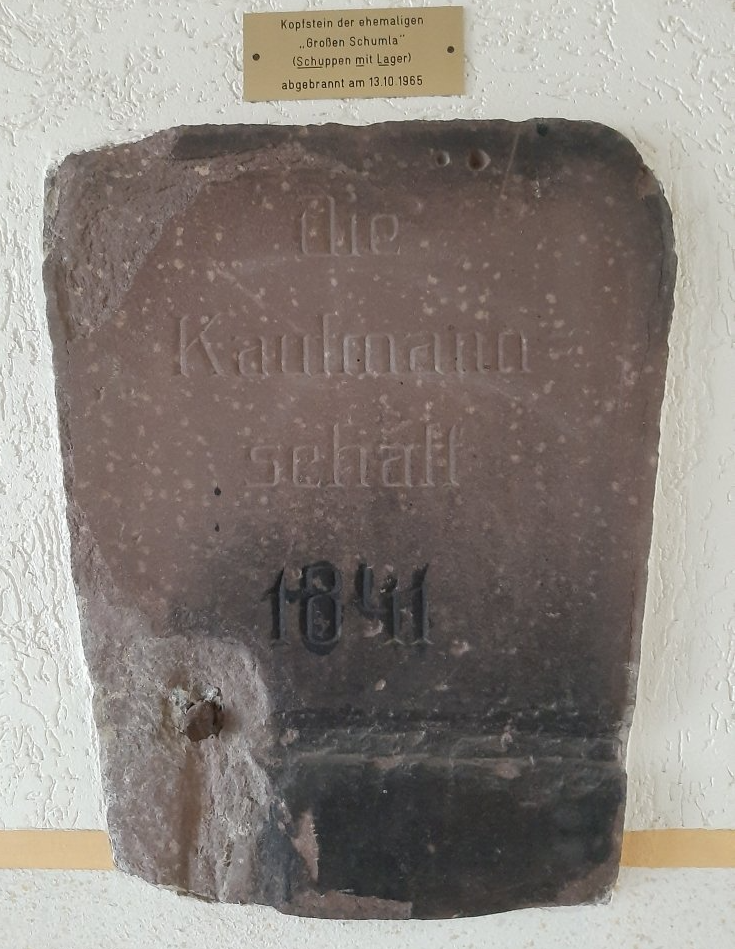 Kopfstein der ehemaligen
„Großen Schumla"
(Schuppen mit Lager)
abgebrannt am 13.10.1965
die
Kaufmann
schaft
1841